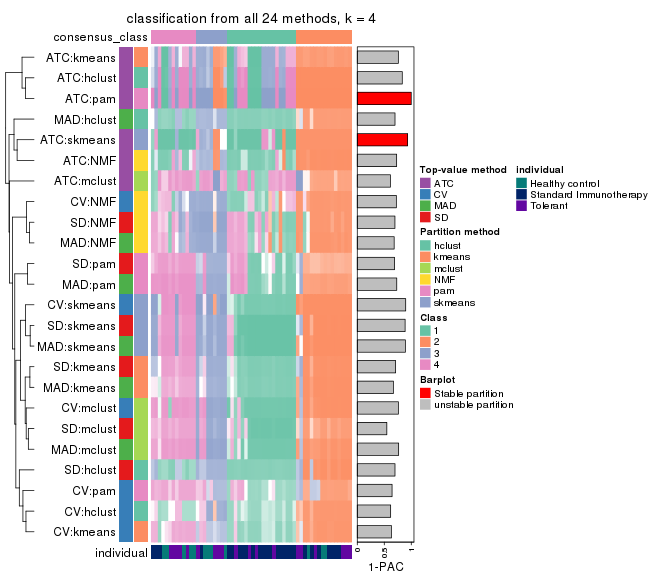 classification from all 24 methods, k = 4
consensus_class
ATC:kmeans
ATC:hclust
ATC:pam
MAD:hclust
ATC:skmeans
ATC:NMF
ATC:mclust
CV:NMF
SD:NMF
MAD:NMF
SD:pam
MAD:pam
CV:skmeans
SD:skmeans
MAD:skmeans
SD:kmeans
MAD:kmeans
CV:mclust
SD:mclust
MAD:mclust
SD:hclust
CV:pam
CV:hclust
CV:kmeans
individual
0
0.5
1
1-PAC
Top-value method
ATC
CV
MAD
SD
Partition method
hclust
kmeans
mclust
NMF
pam
skmeans
Class
1
2
3
4
Barplot
Stable partition
unstable partition
individual
Healthy control
Standard Immunotherapy
Tolerant